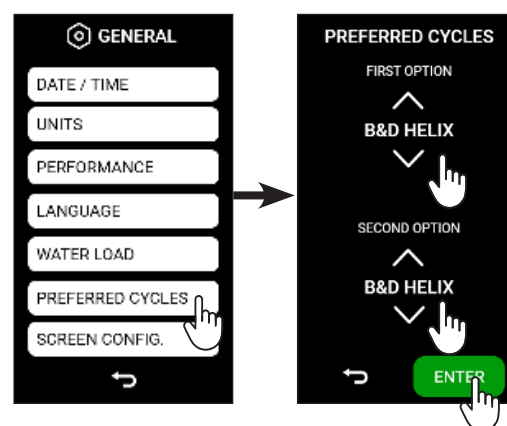 GENERAL
DATE / TIME
UNITS
PERFORMANCE
LANGUAGE
WATER LOAD
PREFERRED CYCLES
SCREEN CONFIG.
PREFERRED CYCLES
FIRST OPTION
B&D HELIX
SECOND OPTION
B&D HELIX
ENTER